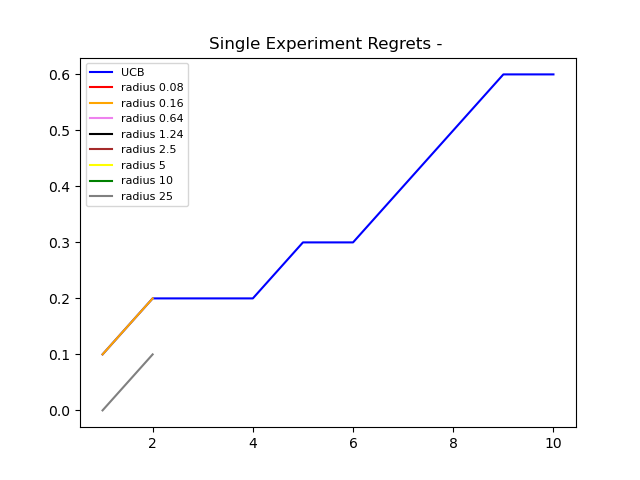 Single Experiment Regrets -
UCB
radius 0.08
radius 0.16
radius 0.64
radius 1.24
radius 2.5
radius 5
radius 10
radius 25
0.6
0.5
0.4
0.3
0.2
0.1
0.0
2 4 6 8 10